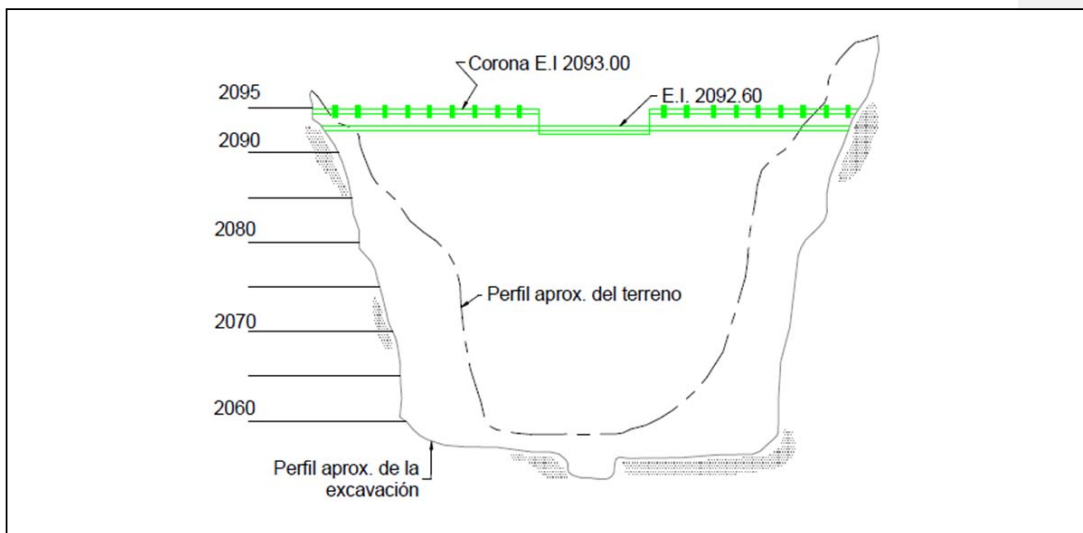 Corona E.I 2093.00
E.I. 2092.60
2095
2090
2080
Perfil aprox. del terreno
2070
2060
Perfil aprox. de la
excavación